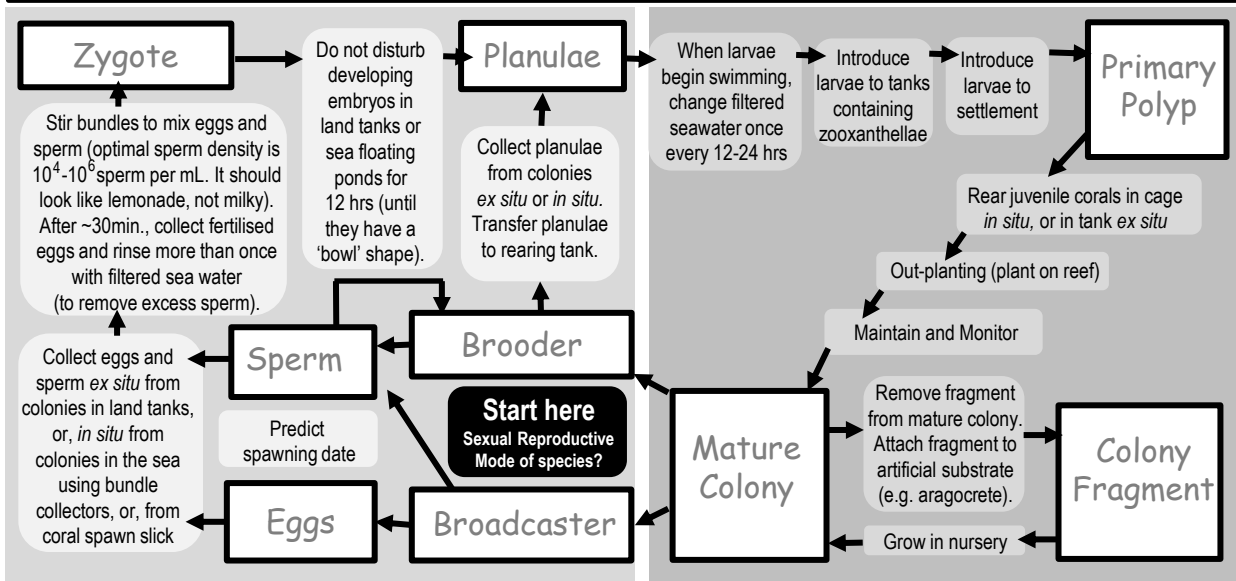 Zygote
Do not disturb
developing
embryos in
land tanks or
sea floating
ponds for
12 hrs (until
they have a
‘bowl’ shape).
Planulae
When larvae
begin swimming,
change filtered
seawater once
every 12-24 hrs
Introduce
larvae to tanks
containing
zooxanthellae
Introduce
larvae to
settlement
Primary
Polyp
Stir bundles to mix eggs and
sperm (optimal sperm density is
10^4-10^6 sperm per mL. It should
look like lemonade, not milky).
After ~30min., collect fertilised
eggs and rinse more than once
with filtered sea water
(to remove excess sperm).
Collect planulae
from colonies
ex situ or in situ.
Transfer planulae
to rearing tank.
Rear juvenile corals in cage
in situ, or in tank ex situ
Out-planting (plant on reef)
Maintain and Monitor
Sperm
Brooder
Collect eggs and
sperm ex situ from
colonies in land tanks,
or, in situ from
colonies in the sea
using bundle
collectors, or, from
coral spawn slick
Predict
spawning date
Start here
Sexual Reproductive
Mode of species?
Mature
Colony
Remove fragment
from mature colony.
Attach fragment to
artificial substrate
(e.g. aragocrete).
Colony
Fragment
Eggs
Broadcaster
Grow in nursery